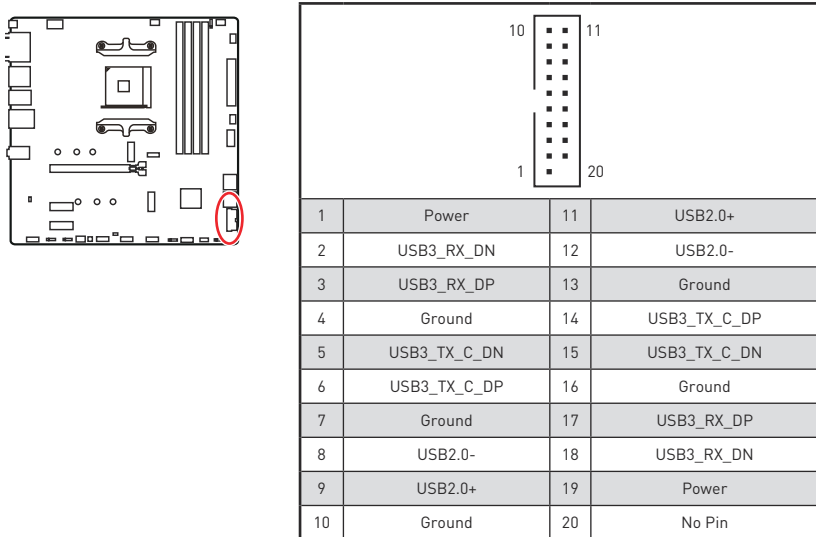 10 11
1 20
1 Power 11 USB2.0+
2 USB3_RX_DN 12 USB2.0-
3 USB3_RX_DP 13 Ground
4 Ground 14 USB3_TX_C_DP
5 USB3_TX_C_DN 15 USB3_TX_C_DN
6 USB3_TX_C_DP 16 Ground
7 Ground 17 USB3_RX_DP
8 USB2.0- 18 USB3_RX_DN
9 USB2.0+ 19 Power
10 Ground 20 No Pin